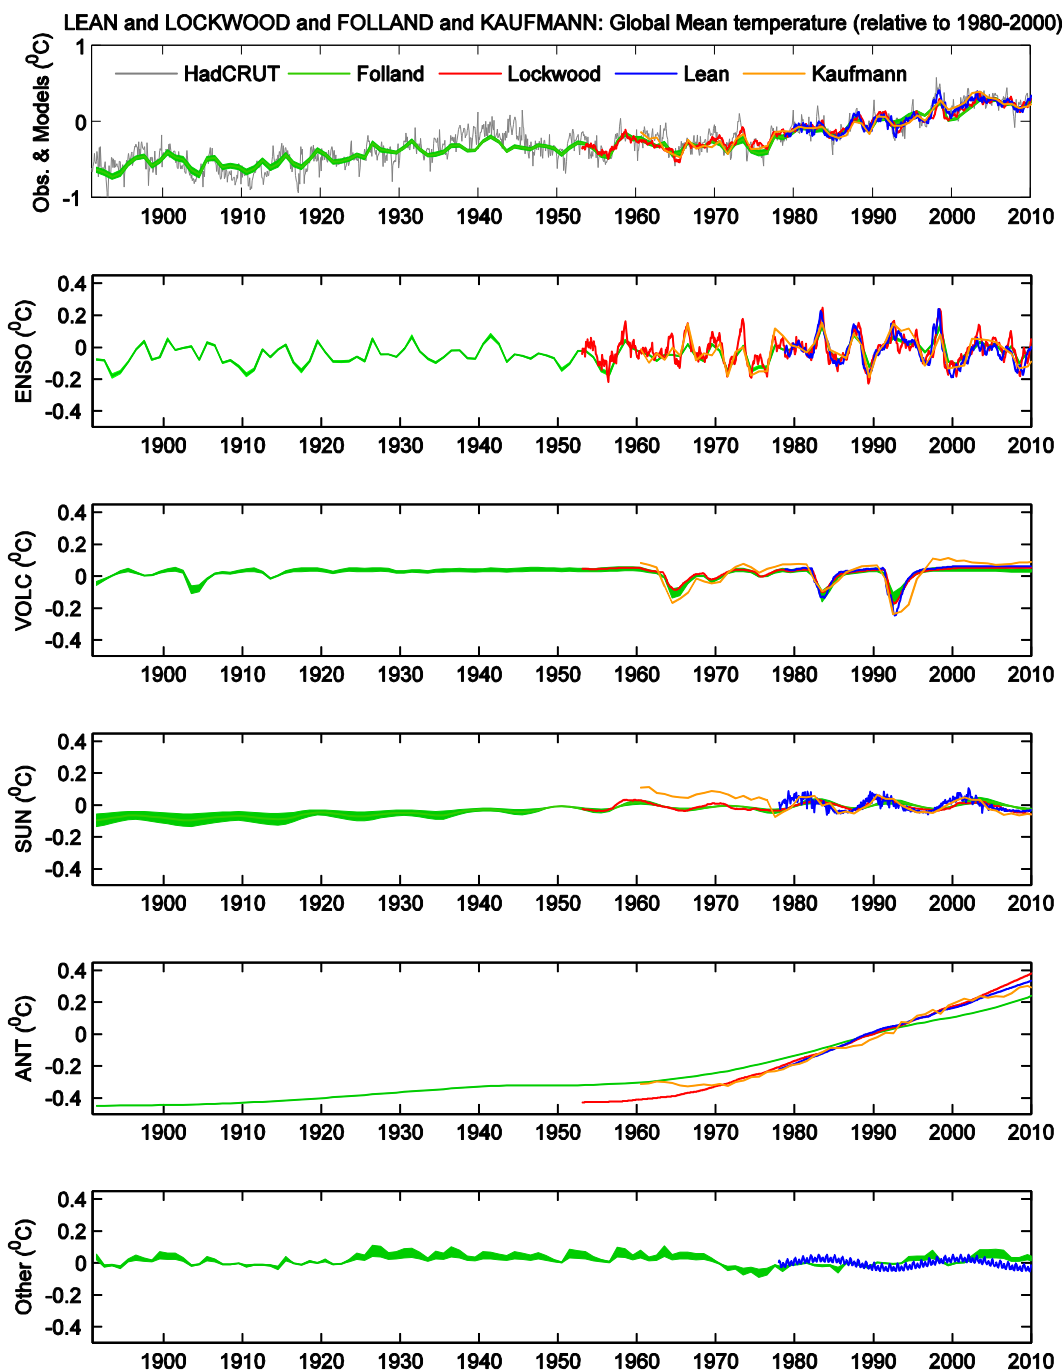 LEAN and LOCKWOOD and FOLLAND and KAUFMANN: Global Mean temperature (relative to 1980-2000)
Obs. & Models (⁰C)
1
0
-1
HadCRUT Folland Lockwood Lean Kaufmann
1900 1910 1920 1930 1940 1950 1960 1970 1980 1990 2000 2010
ENSO (⁰C)
0.4
0.2
0
-0.2
-0.4
1900 1910 1920 1930 1940 1950 1960 1970 1980 1990 2000 2010
VOLC (⁰C)
0.4
0.2
0
-0.2
-0.4
1900 1910 1920 1930 1940 1950 1960 1970 1980 1990 2000 2010
SUN (⁰C)
0.4
0.2
0
-0.2
-0.4
1900 1910 1920 1930 1940 1950 1960 1970 1980 1990 2000 2010
ANT (⁰C)
0.4
0.2
0
-0.2
-0.4
1900 1910 1920 1930 1940 1950 1960 1970 1980 1990 2000 2010
Other (⁰C)
0.4
0.2
0
-0.2
-0.4
1900 1910 1920 1930 1940 1950 1960 1970 1980 1990 2000 2010